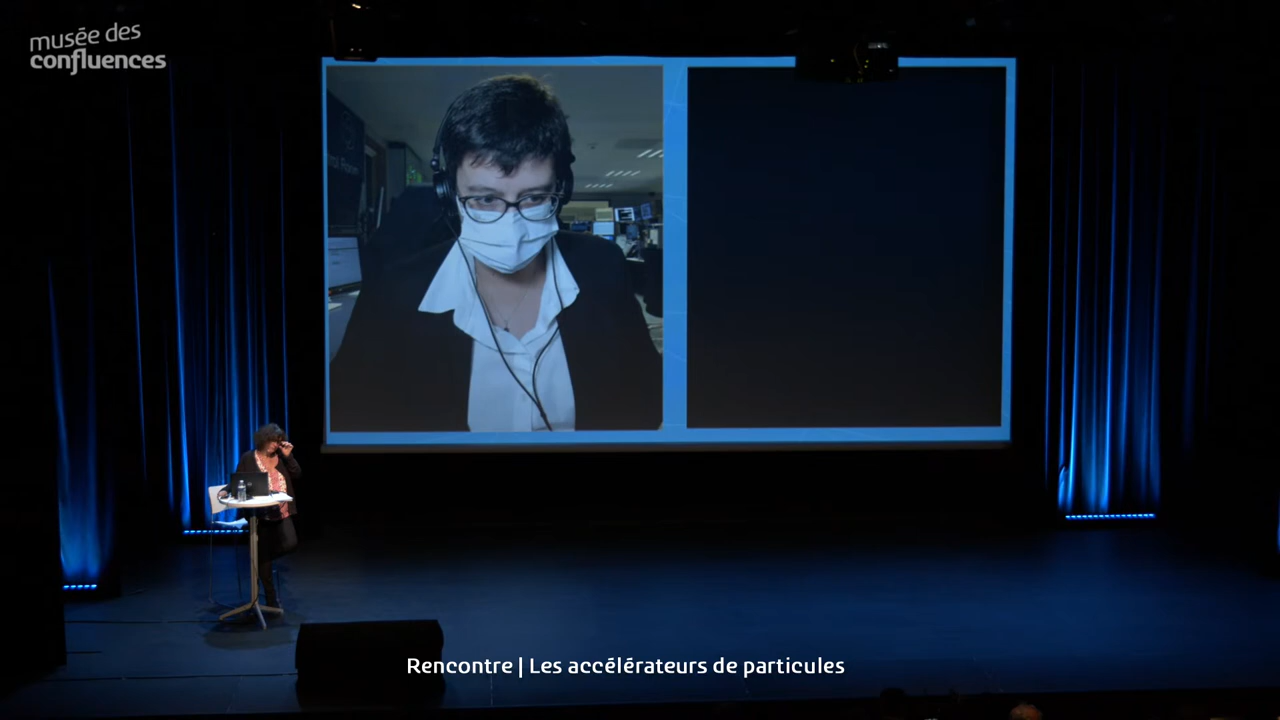 musée des
confluences
Rencontre | Les accélérateurs de particules